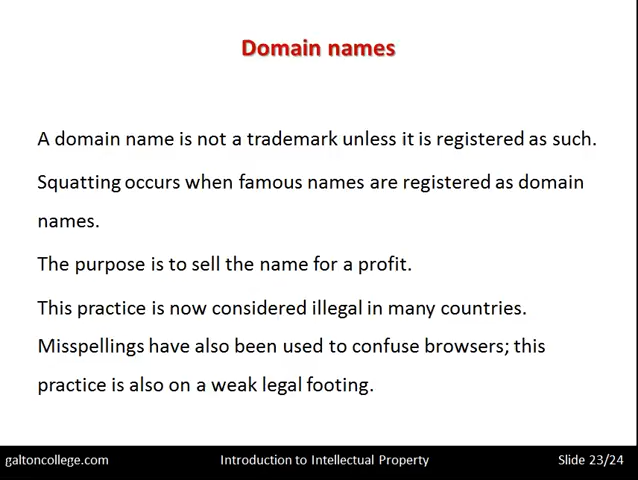 Domain names
A domain name is not a trademark unless it is registered as such.
Squatting occurs when famous names are registered as domain
names.
The purpose is to sell the name for a profit.
This practice is now considered illegal in many countries.
Misspellings have also been used to confuse browsers; this
practice is also on a weak legal footing.
galtoncollege.com Introduction to Intellectual Property Slide 23/24